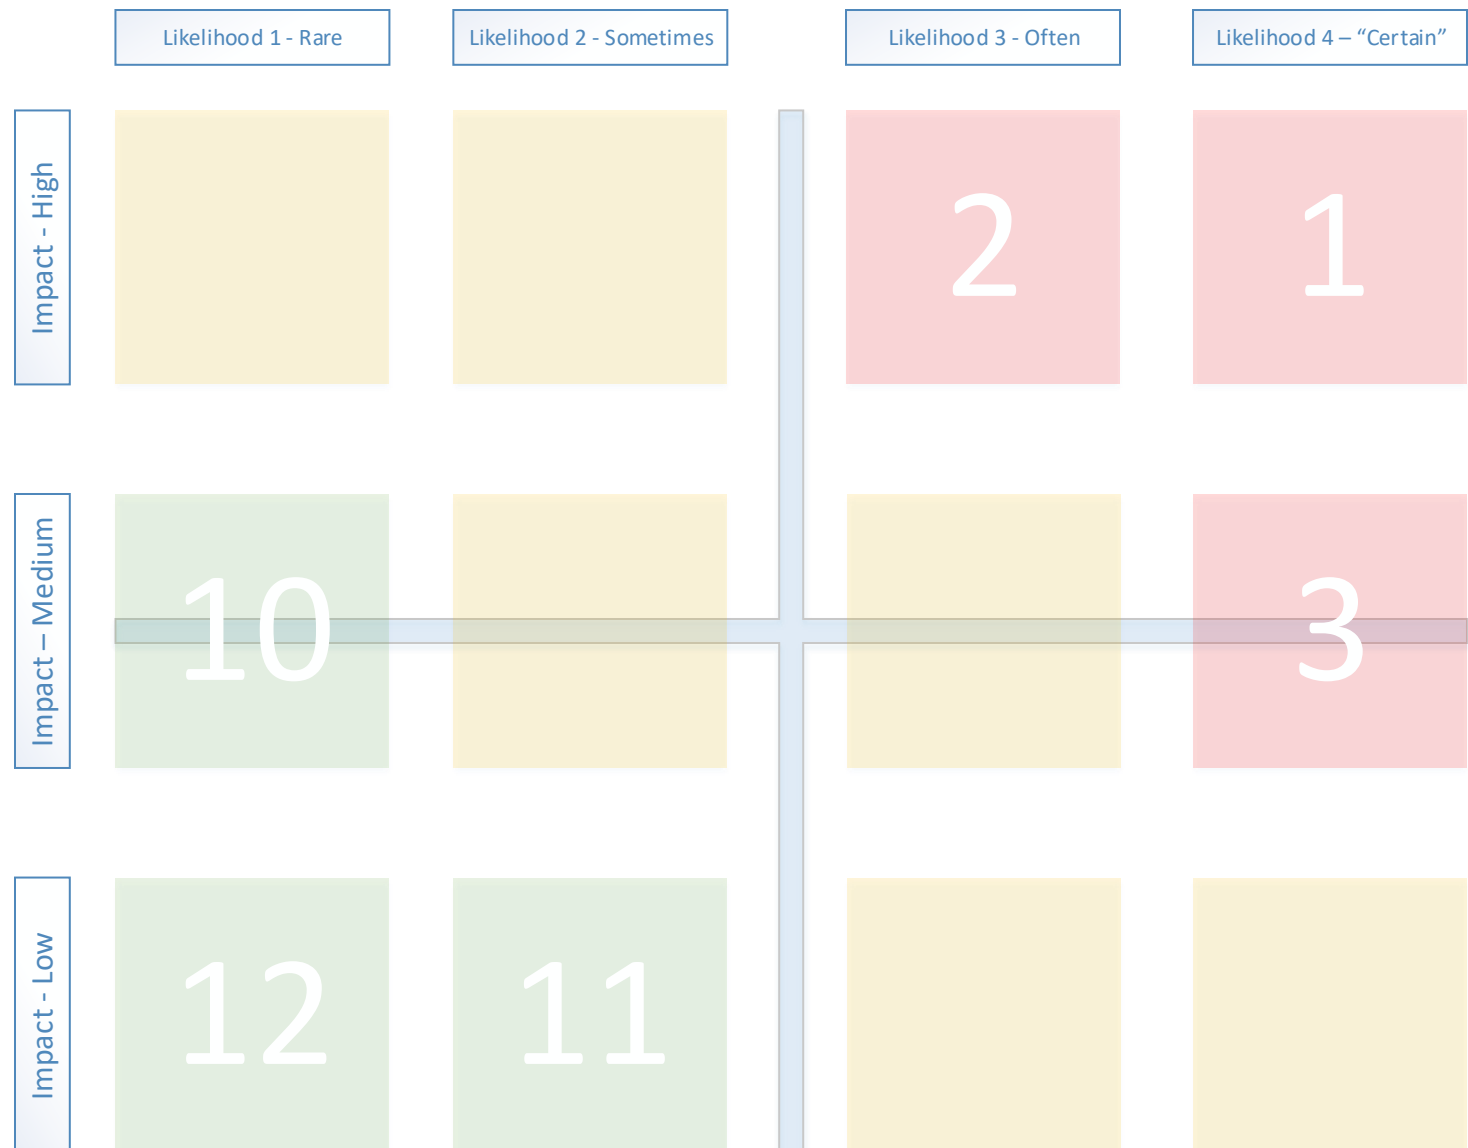 Likelihood 1 - Rare
Likelihood 2 - Sometimes
Likelihood 3 - Often
Likelihood 4 – “Certain”
Impact - High
2
1
Impact – Medium
10
3
Impact - Low
12
11